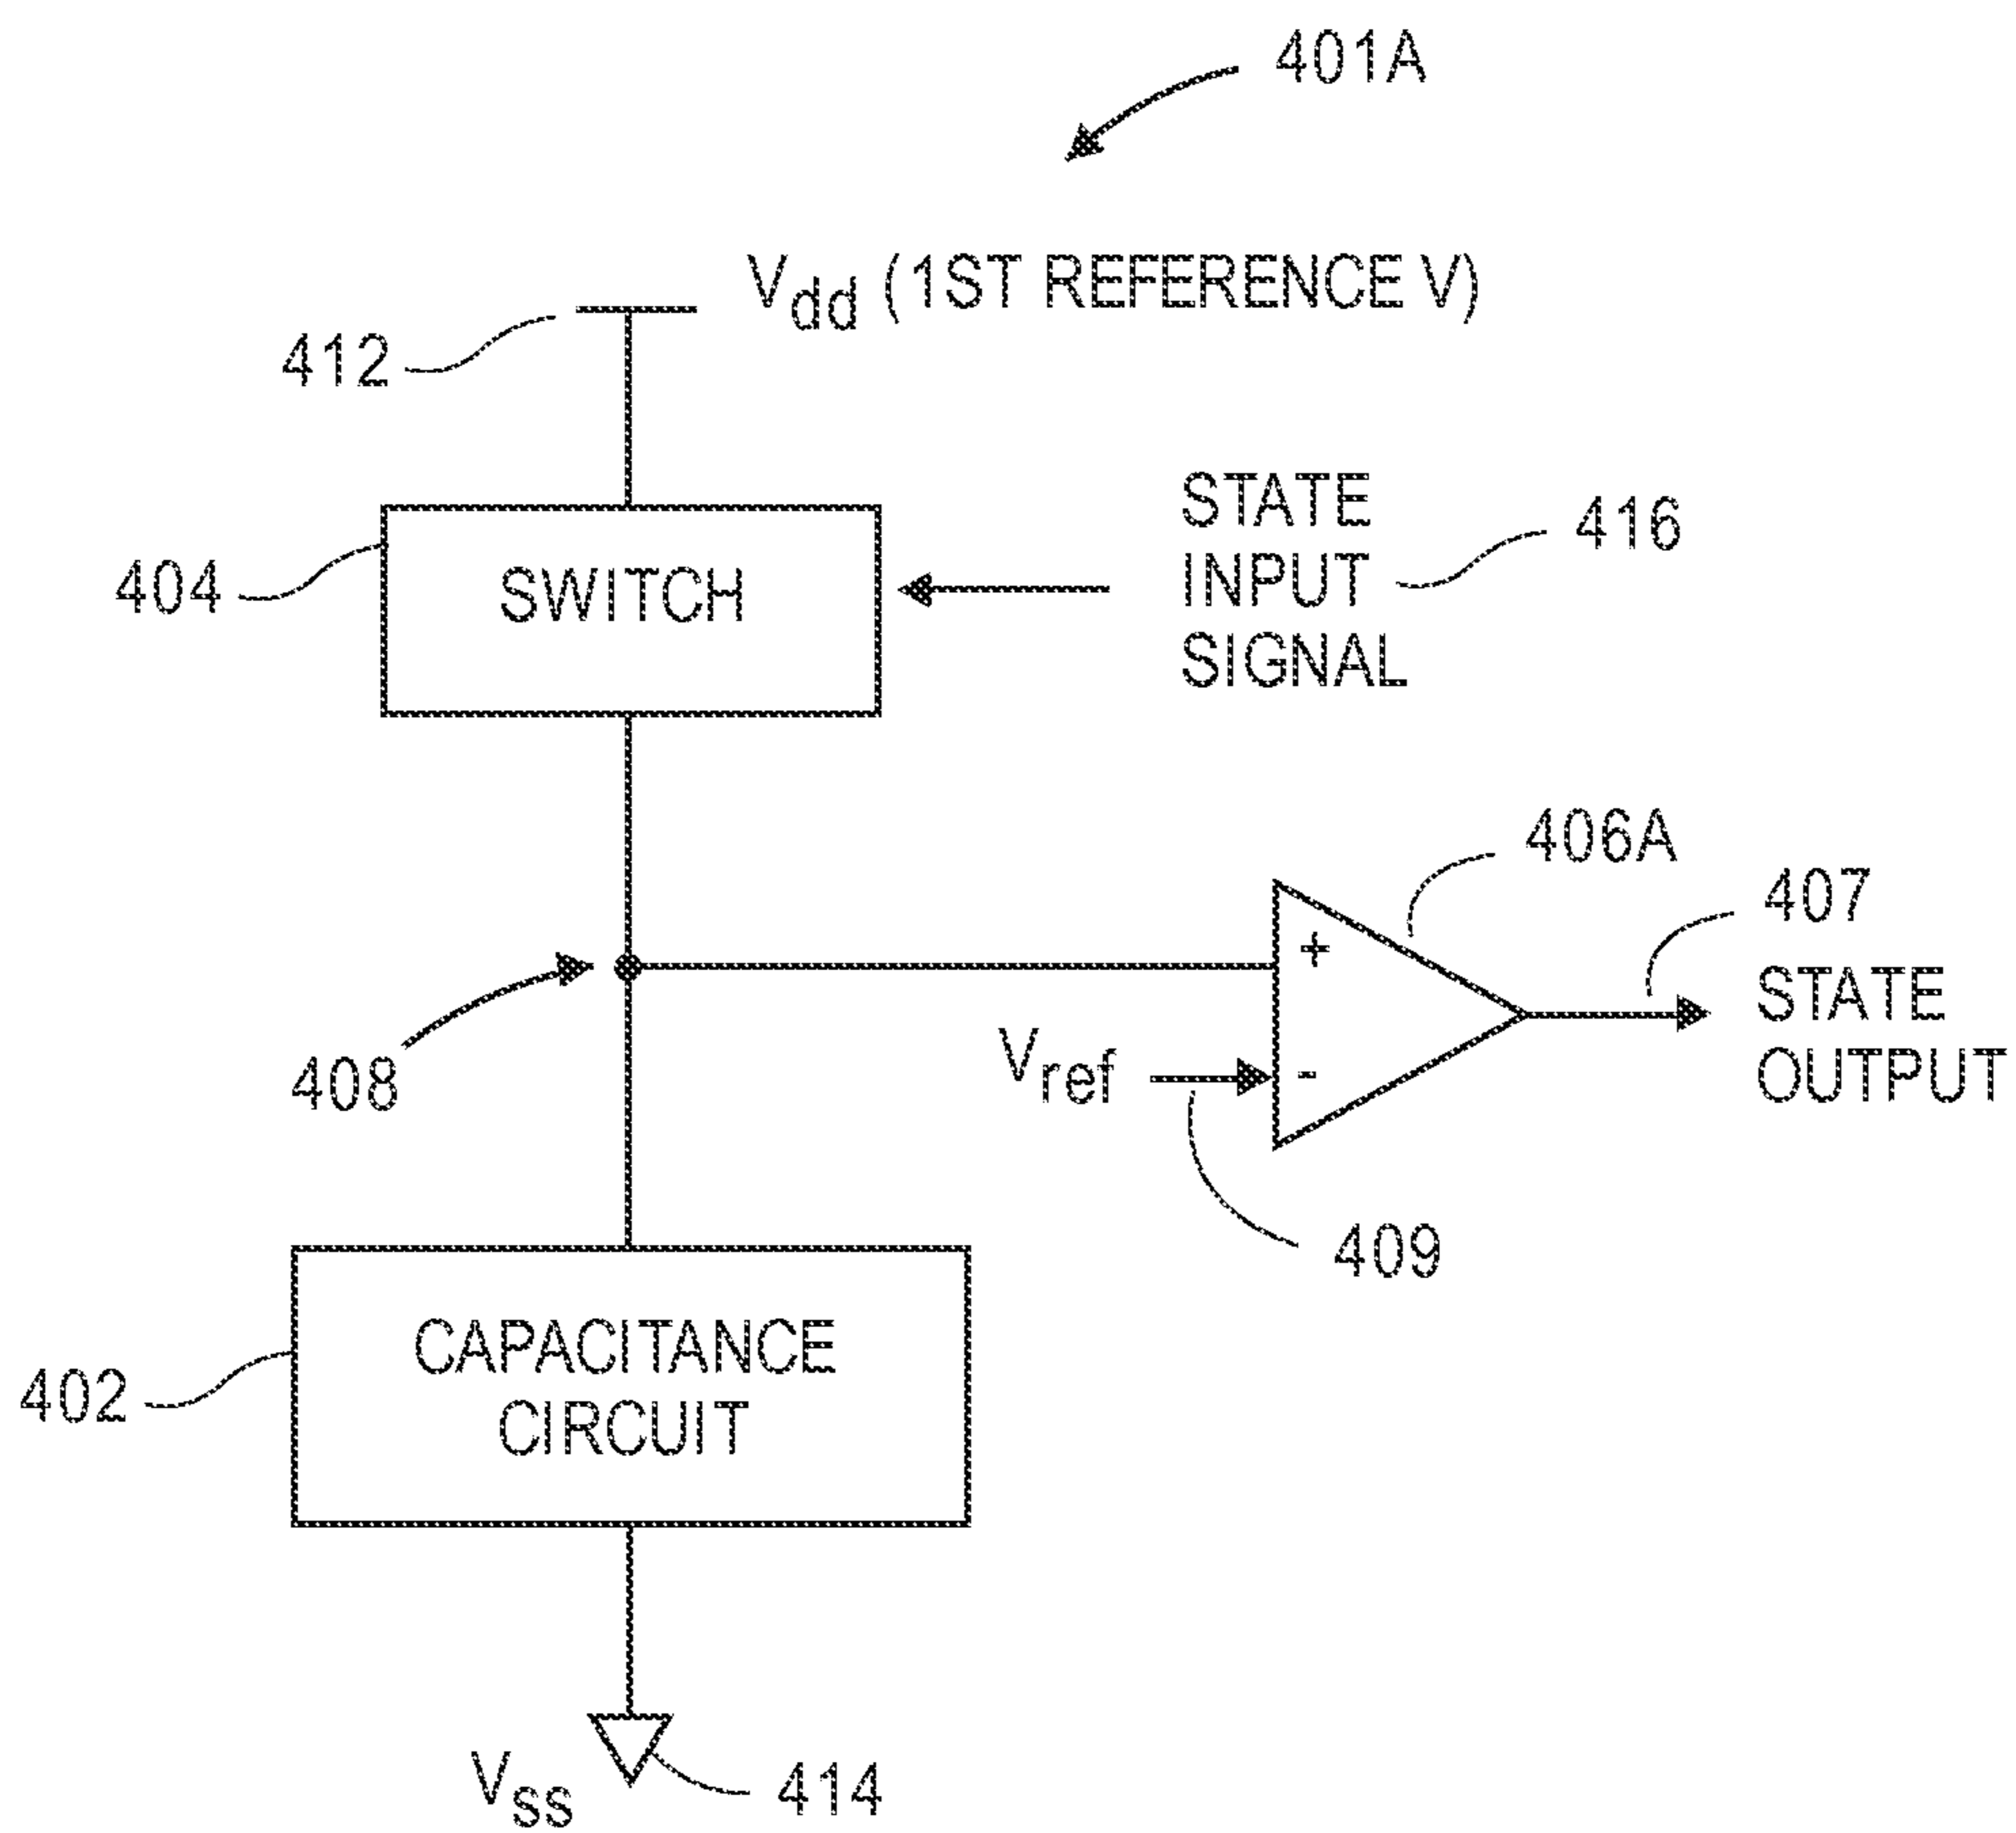 401A
Vdd (1ST REFERENCE V)
412
STATE
INPUT
SIGNAL
416
404
SWITCH
406A
407
+
STATE
OUTPUT
408
Vref
-
409
CAPACITANCE
CIRCUIT
402
Vss
414